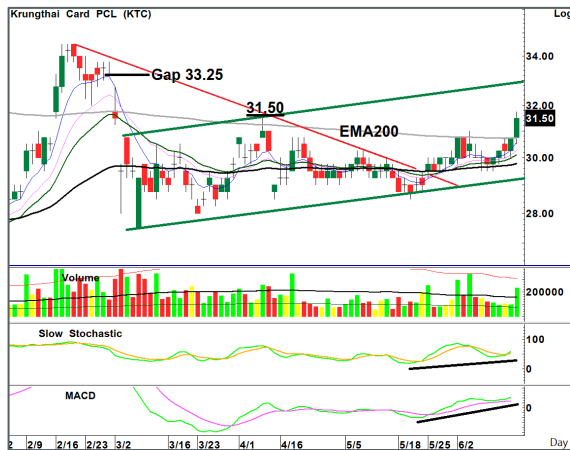 Krungthai Card PCL (KTC)
Log
34.00
Gap 33.25
32.00
31.50
31.50
EMA200
30.00
28.00
Volume
200000
Slow Stochastic
100
0
MACD
0
2 2/9 2/16 2/23 3/2 3/16 3/23 4/1 4/16 5/5 5/18 5/25 6/2 Day